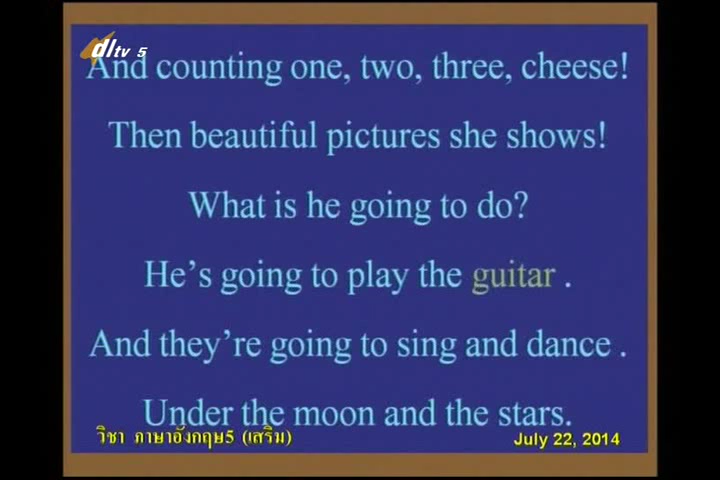 dltv 5
And counting one, two, three, cheese!
Then beautiful pictures she shows!
What is he going to do?
He's going to play the guitar .
And they're going to sing and dance .
Under the moon and the stars.
วิชา ภาษาอังกฤษ5 (เสริม)
July 22, 2014